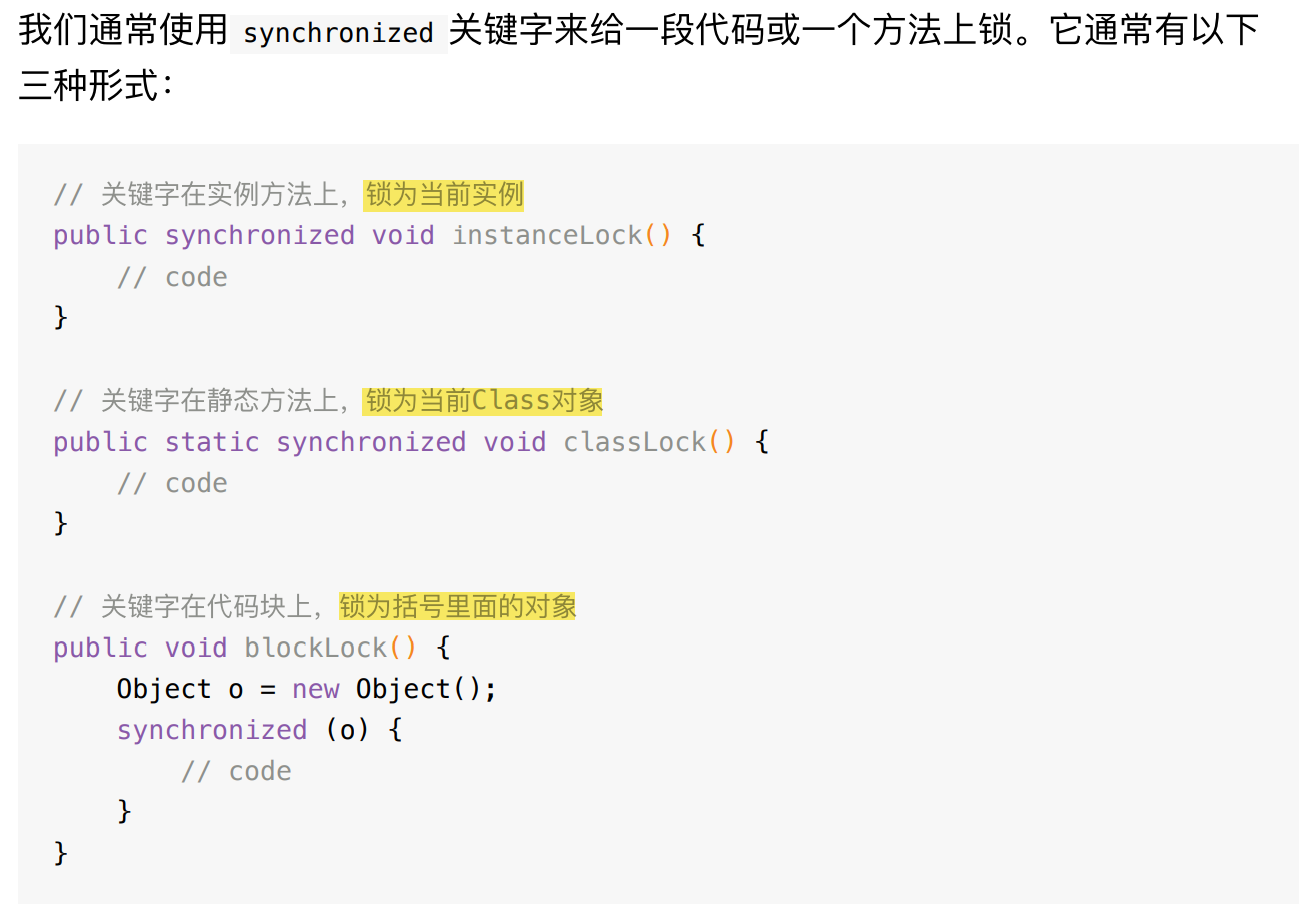 我们通常使用 synchronized 关键字来给一段代码或一个方法上锁。它通常有以下
三种形式：
// 关键字在实例方法上，锁为当前实例
public synchronized void instanceLock() {
    // code
}
// 关键字在静态方法上，锁为当前Class对象
public static synchronized void classLock() {
    // code
}
// 关键字在代码块上，锁为括号里面的对象
public void blockLock() {
    Object o = new Object();
    synchronized (o) {
        // code
    }
}